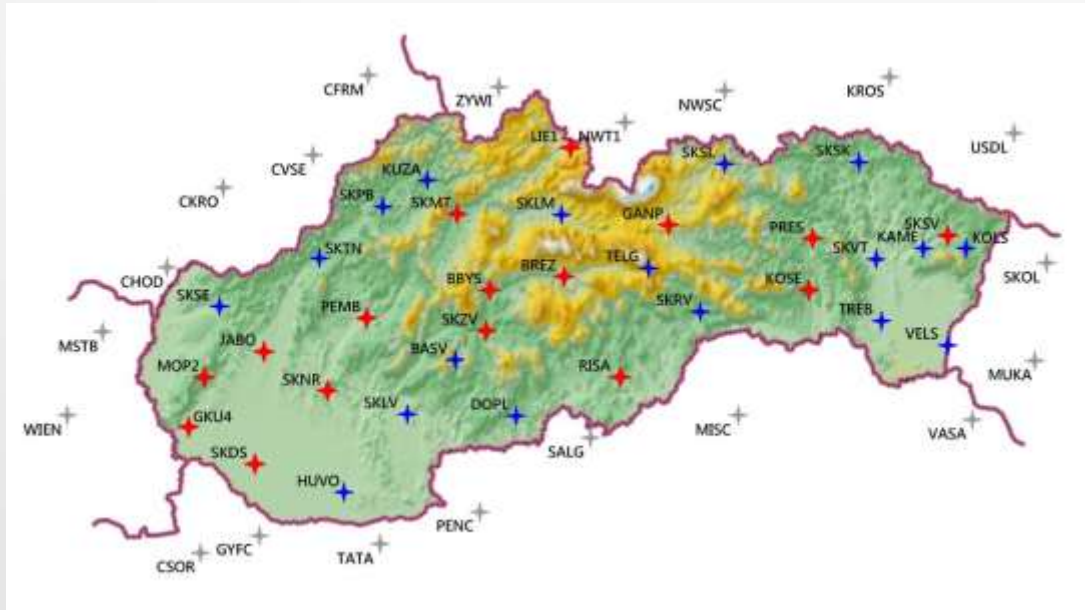 CFRM
ZYWI
NWSC
KROS
LIE1
NWT1
USDL
CVSE
KUZA
SKSL
SKSK
CKRO
SKPB
SKMT
SKLM
GANP
PRES
SKSV
SKTN
SKVT
KAME
KOLS
CHOD
BBYS
BREZ
TELG
KOSE
SKOL
SKSE
PEMB
SKZV
SKRV
TREB
MSTB
JABO
BASV
VELS
MOP2
SKNR
RISA
MUKA
WIEN
GKU4
SKLV
DOPL
MISC
VASA
SKDS
SALG
HUVO
PENC
CSOR
GYFC
TATA